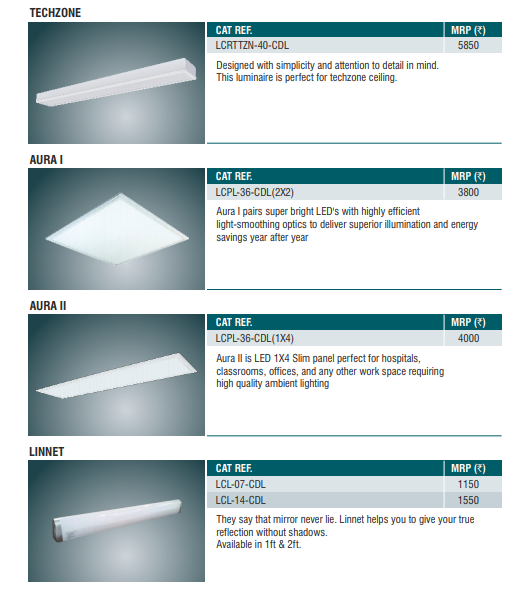 TECHZONE
CAT REF. MRP (₹)
LCRTTZN-40-CDL 5850
Designed with simplicity and attention to detail in mind.
This luminaire is perfect for techzone ceiling.
AURA I
CAT REF. MRP (₹)
LCPL-36-CDL(2X2) 3800
Aura I pairs super bright LED's with highly efficient
light-smoothing optics to deliver superior illumination and energy
savings year after year
AURA II
CAT REF. MRP (₹)
LCPL-36-CDL(1X4) 4000
Aura II is LED 1X4 Slim panel perfect for hospitals,
classrooms, offices, and any other work space requiring
high quality ambient lighting
LINNET
CAT REF. MRP (₹)
LCL-07-CDL 1150
LCL-14-CDL 1550
They say that mirror never lie. Linnet helps you to give your true
reflection without shadows.
Available in 1ft & 2ft.